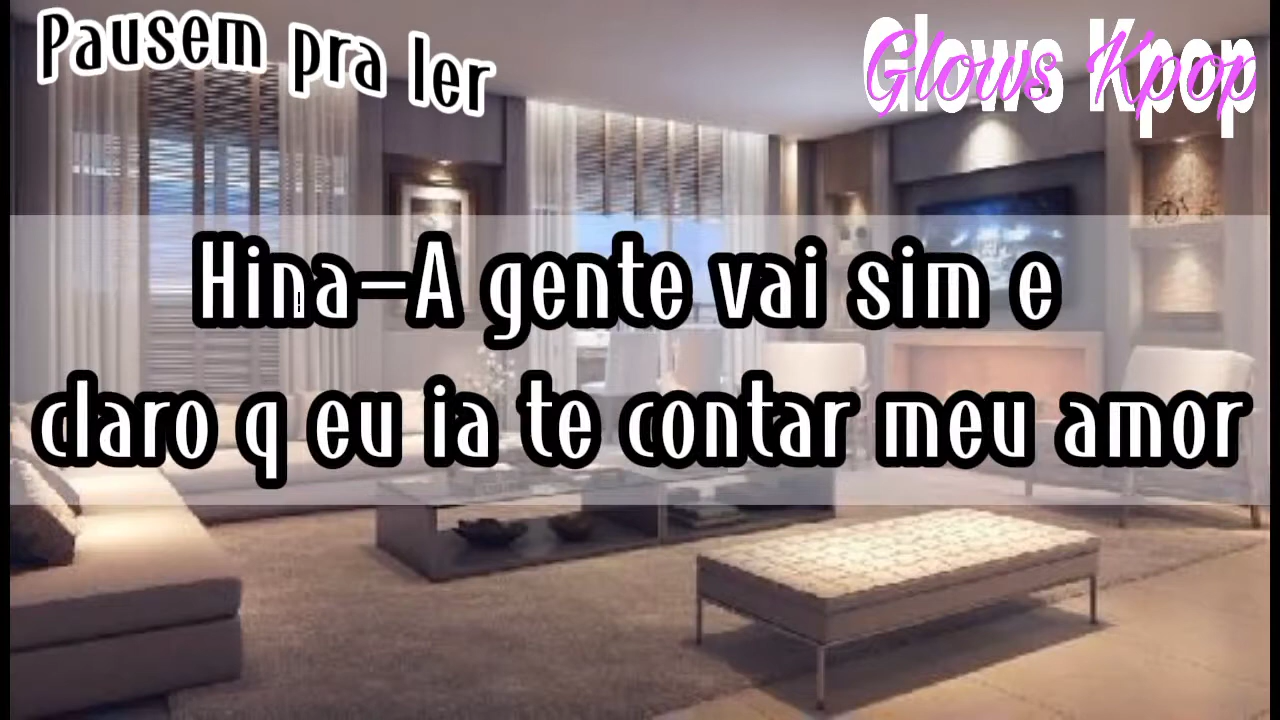 Pausem pra ler
Glows Kpop
Hina-A gente vai sim e
claro q eu ia te contar meu amor